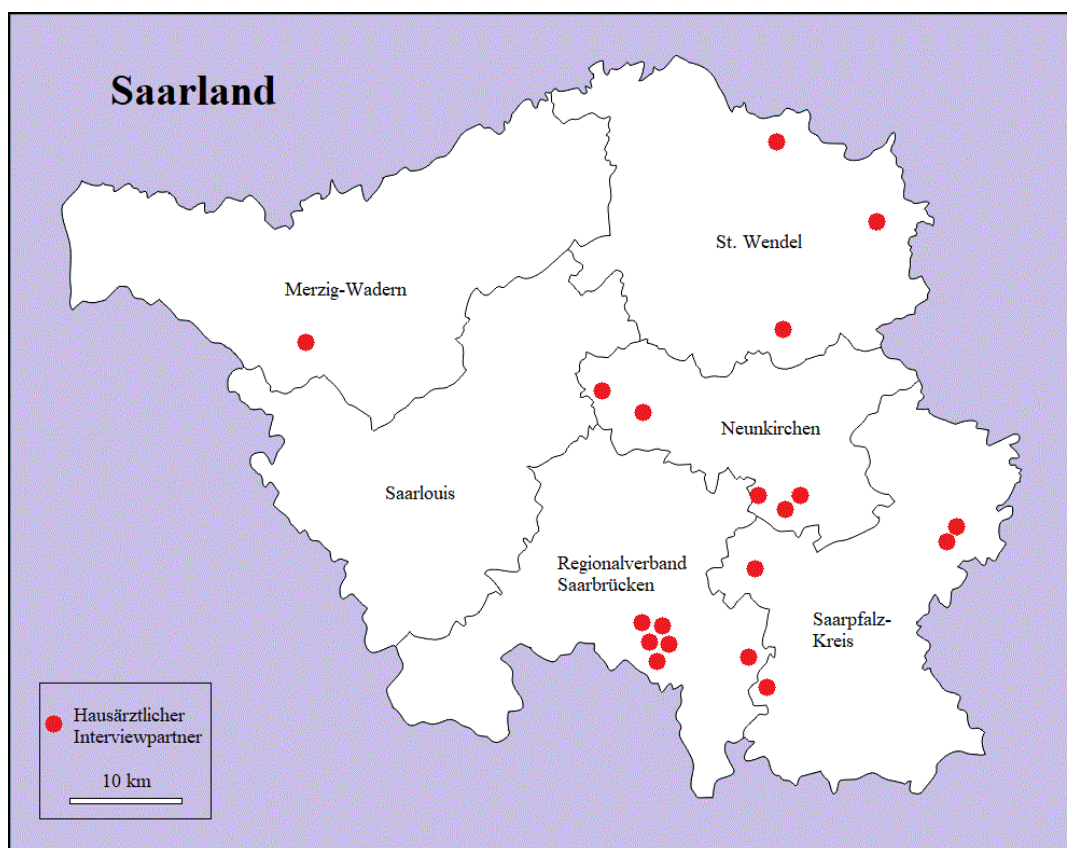 Saarland
St. Wendel
Merzig-Wadern
Neunkirchen
Saarlouis
Regionalverband
Saarbrücken
Saarpfalz-
Kreis
Hausärztlicher
Interviewpartner
10 km